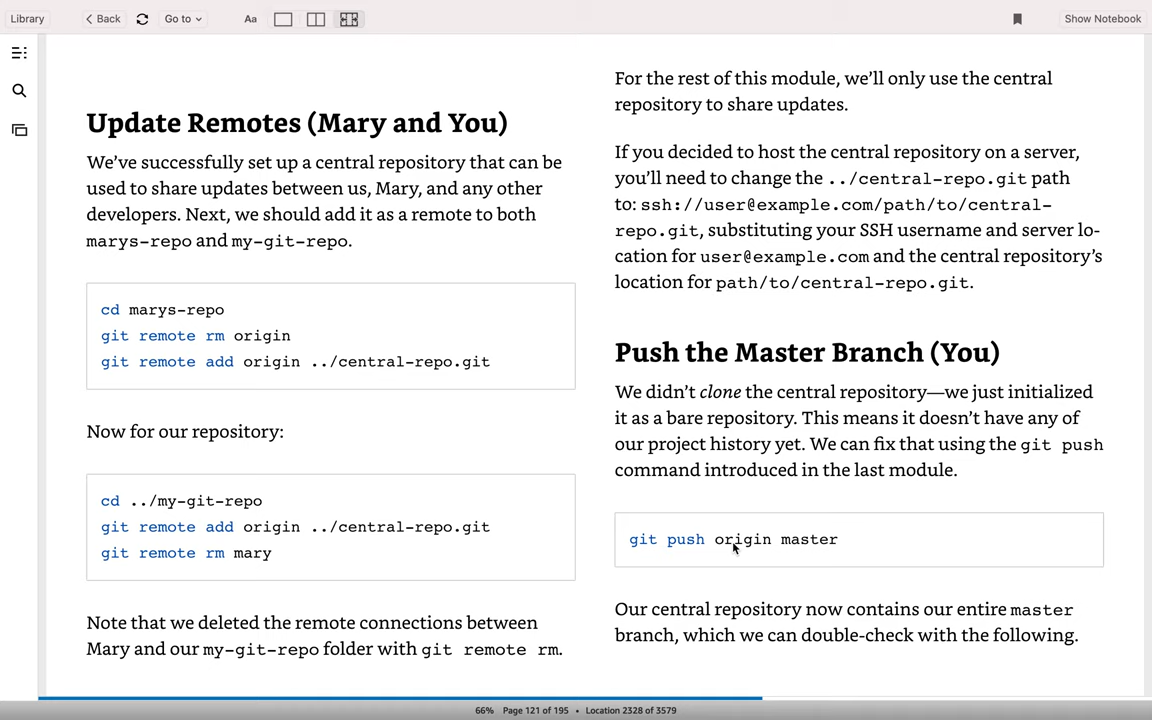 Library
Back
Go to
Aa
Show Notebook
Update Remotes (Mary and You)
We've successfully set up a central repository that can be
used to share updates between us, Mary, and any other
developers. Next, we should add it as a remote to both
marys-repo and my-git-repo.
cd marys-repo
git remote rm origin
git remote add origin ../central-repo.git
Now for our repository:
cd ../my-git-repo
git remote add origin ../central-repo.git
git remote rm mary
Note that we deleted the remote connections between
Mary and our my-git-repo folder with git remote rm.
For the rest of this module, we'll only use the central
repository to share updates.
If you decided to host the central repository on a server,
you'll need to change the ../central-repo.git path
to: ssh://user@example.com/path/to/central-
repo.git, substituting your SSH username and server lo-
cation for user@example.com and the central repository's
location for path/to/central-repo.git.
Push the Master Branch (You)
We didn't clone the central repository—we just initialized
it as a bare repository. This means it doesn't have any of
our project history yet. We can fix that using the git push
command introduced in the last module.
git push origin master
Our central repository now contains our entire master
branch, which we can double-check with the following.
66% Page 121 of 195 • Location 2328 of 3579